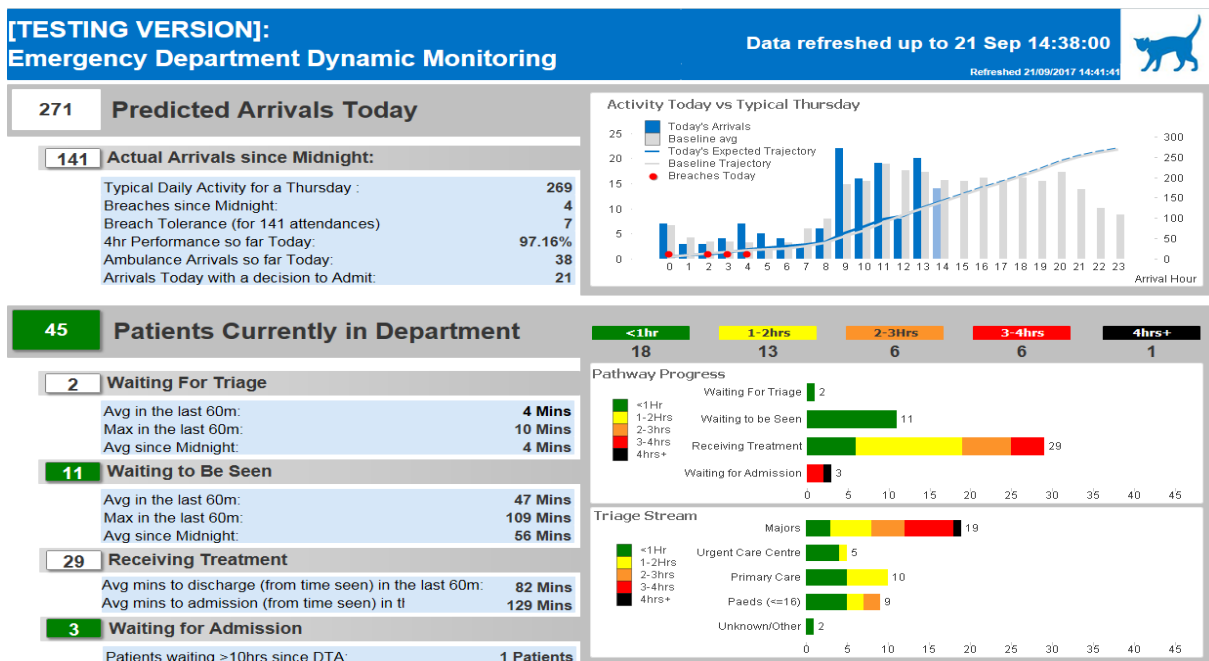 [TESTING VERSION]:
Emergency Department Dynamic Monitoring
Data refreshed up to 21 Sep 14:38:00
Refreshed 21/09/2017 14:41:41
271 Predicted Arrivals Today
141 Actual Arrivals since Midnight:
Typical Daily Activity for a Thursday : 269
Breaches since Midnight: 4
Breach Tolerance (for 141 attendances) 7
4hr Performance so far Today: 97.16%
Ambulance Arrivals so far Today: 38
Arrivals Today with a decision to Admit: 21
Activity Today vs Typical Thursday
Today's Arrivals
Baseline avg
Today's Expected Trajectory
Baseline Trajectory
Breaches Today
25
20
15
10
5
0
300
250
200
150
100
50
0
0 1 2 3 4 5 6 7 8 9 10 11 12 13 14 15 16 17 18 19 20 21 22 23
Arrival Hour
45 Patients Currently in Department
<1hr 1-2hrs 2-3Hrs 3-4hrs 4hrs+
18 13 6 6 1
2 Waiting For Triage
Avg in the last 60m: 4 Mins
Max in the last 60m: 10 Mins
Avg since Midnight: 4 Mins
11 Waiting to Be Seen
Avg in the last 60m: 47 Mins
Max in the last 60m: 109 Mins
Avg since Midnight: 56 Mins
29 Receiving Treatment
Avg mins to discharge (from time seen) in the last 60m: 82 Mins
Avg mins to admission (from time seen) in tl 129 Mins
3 Waiting for Admission
Patients waiting >10hrs since DTA: 1 Patients
Pathway Progress
<1Hr
1-2Hrs
2-3hrs
3-4hrs
4hrs+
Waiting For Triage 2
Waiting to be Seen 11
Receiving Treatment 29
Waiting for Admission 3
0 5 10 15 20 25 30 35 40 45
Triage Stream
<1Hr
1-2Hrs
2-3hrs
3-4hrs
4hrs+
Majors 19
Urgent Care Centre 5
Primary Care 10
Paeds (<=16) 9
Unknown/Other 2
0 5 10 15 20 25 30 35 40 45